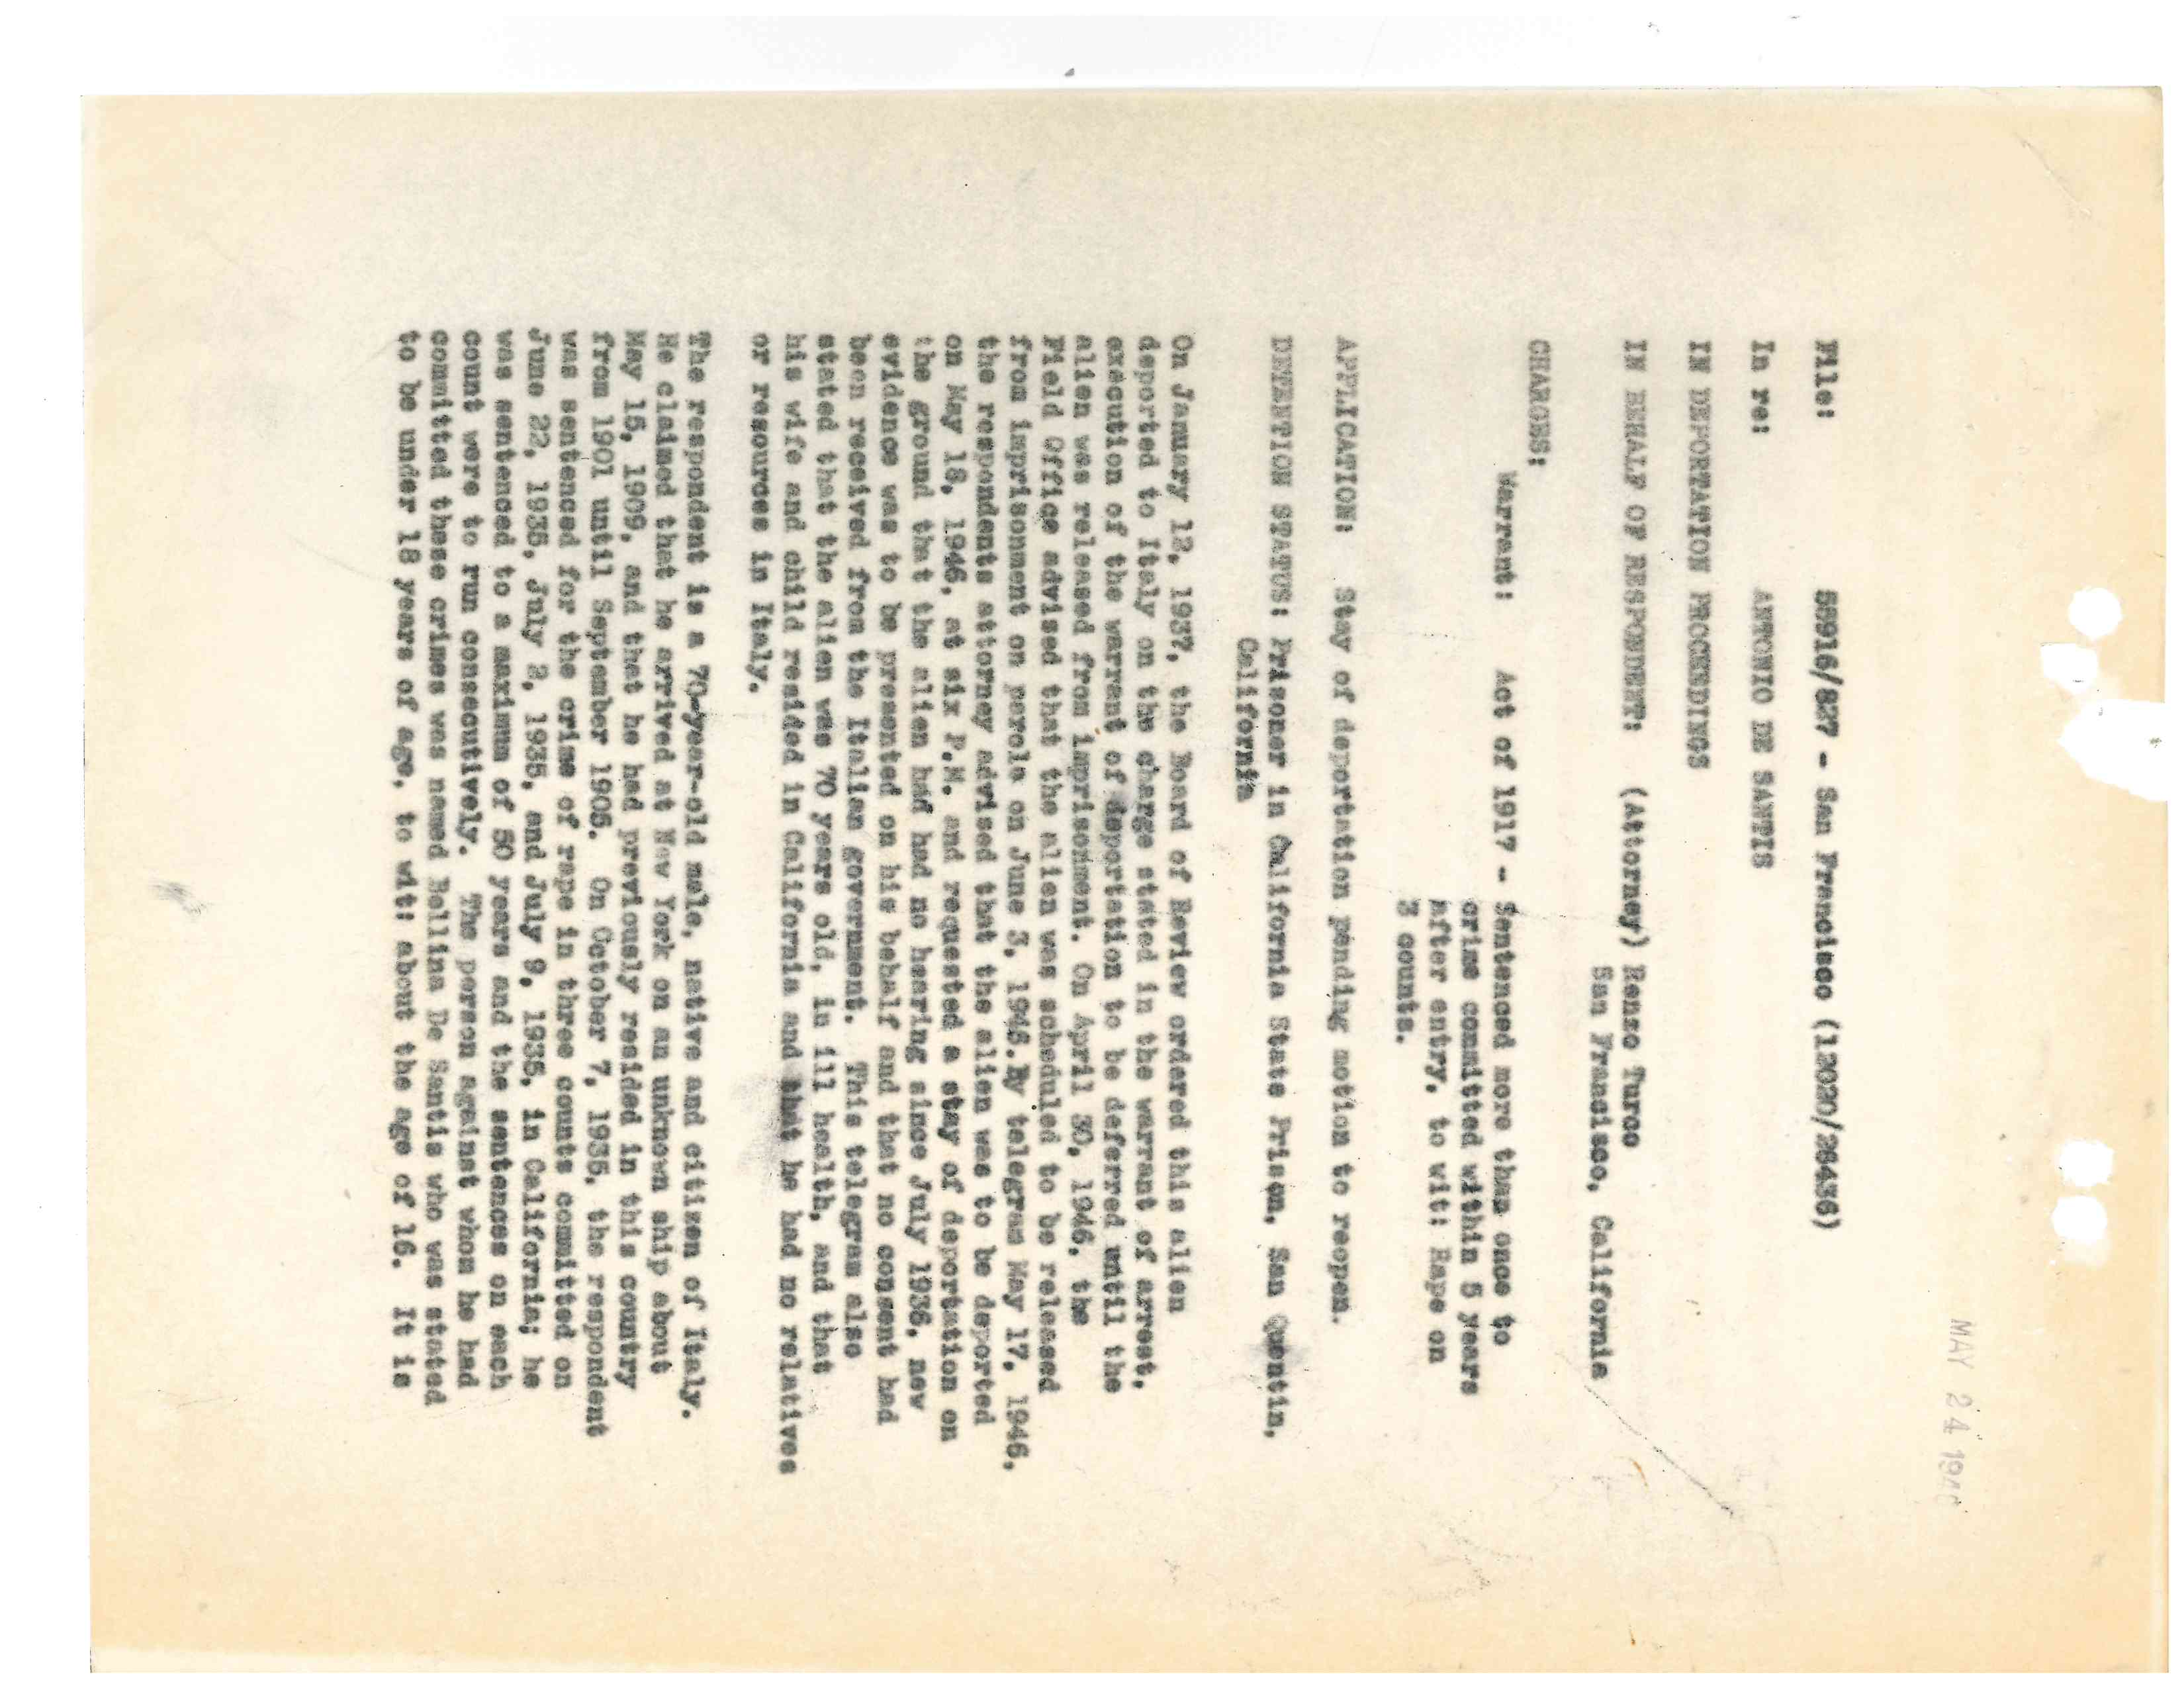 MAY 24 1946
File: 55916/827 - San Francisco (12020/26436)
In re: ANTONIO DE SANTIS
IN DEPORTATION PROCEEDINGS
IN BEHALF OF RESPONDENT: (Attorney) Renzo Turco
San Francisco, California
CHARGES:
Warrant: Act of 1917 - Sentenced more than once to
crime committed within 5 years
after entry, to wit: Rape on
3 counts.
APPLICATION: Stay of deportation pending motion to reopen.
DETENTION STATUS: Prisoner in California State Prison, San Quentin,
California
On January 12, 1937, the Board of Review ordered this alien
deported to Italy on the charge stated in the warrant of arrest,
execution of the warrant of deportation to be deferred until the
alien was released from imprisonment. On April 30, 1946, the
Field Office advised that the alien was scheduled to be released
from imprisonment on parole on June 3, 1946. By telegram May 17, 1946,
the respondents attorney advised that the alien was to be deported
on May 18, 1946, at six P.M. and requested a stay of deportation on
the ground that the alien had had no hearing since July 1936, new
evidence was to be presented on his behalf and that no consent had
been received from the Italian government. This telegram also
stated that the alien was 70 years old, in ill health, and that
his wife and child resided in California and that he had no relatives
or resources in Italy.
The respondent is a 70-year-old male, native and citizen of Italy.
He claimed that he arrived at New York on an unknown ship about
May 15, 1909, and that he had previously resided in this country
from 1901 until September 1905. On October 7, 1935, the respondent
was sentenced for the crime of rape in three counts committed on
June 22, 1935, July 2, 1935, and July 9, 1935, in California; he
was sentenced to a maximum of 50 years and the sentences on each
count were to run consecutively. The person against whom he had
committed these crimes was named Bellina De Santis who was stated
to be under 18 years of age, to wit: about the age of 16. It is